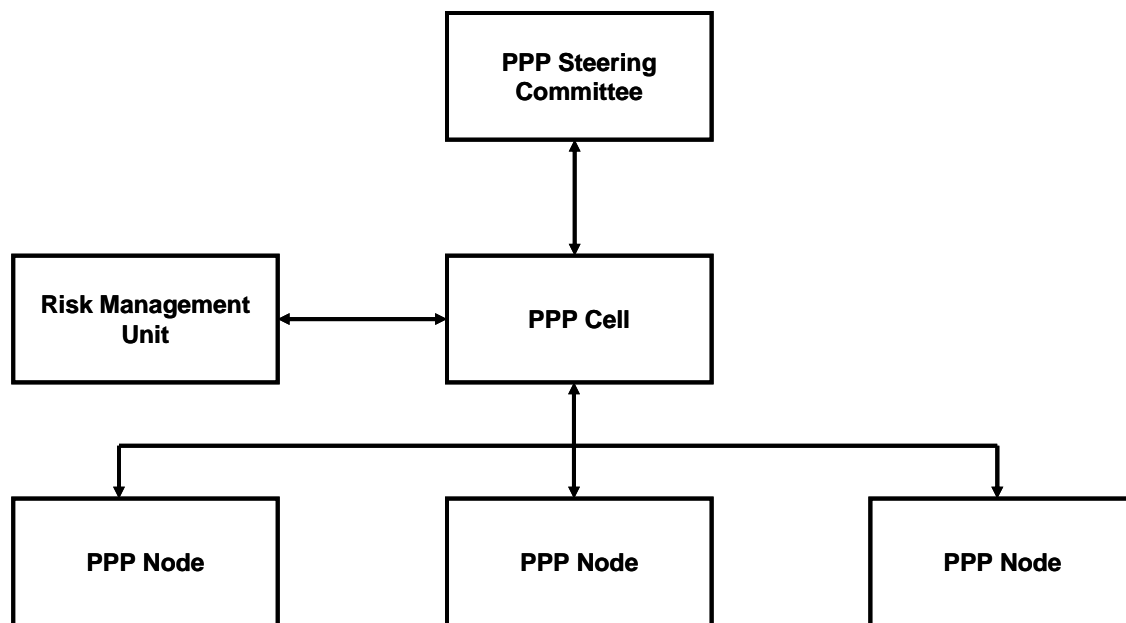 PPP Steering
Committee
Risk Management
Unit
PPP Cell
PPP Node
PPP Node
PPP Node